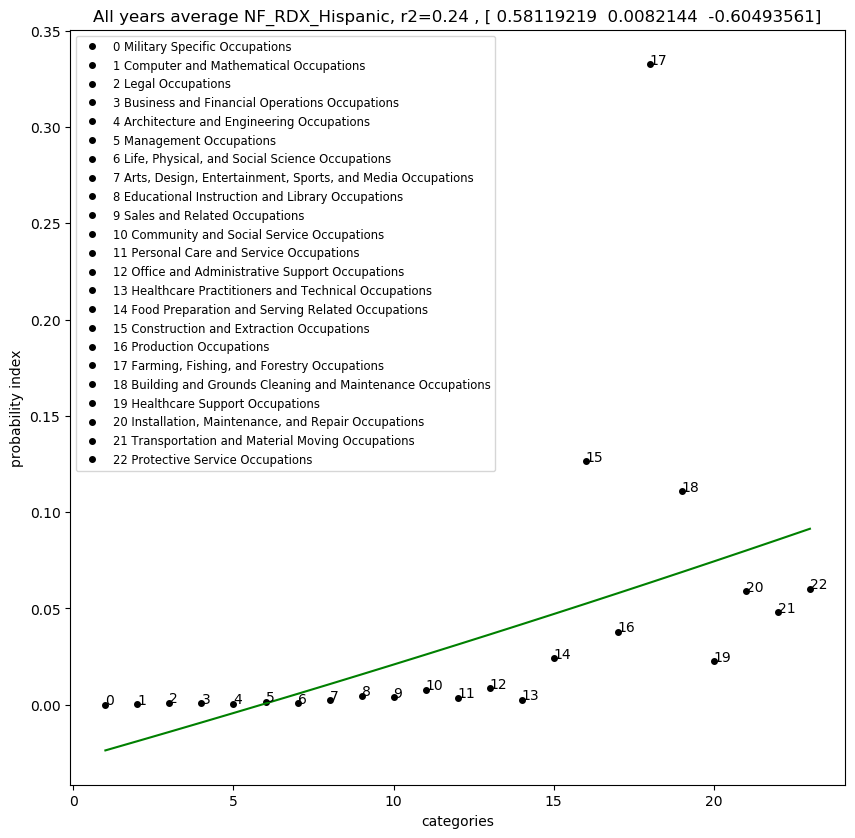 All years average NF_RDX_Hispanic, r2=0.24 , [ 0.58119219  0.0082144  -0.60493561]
0.35
0.30
0.25
0.20
0.15
0.10
0.05
0.00
probability index
0 Military Specific Occupations
1 Computer and Mathematical Occupations
2 Legal Occupations
3 Business and Financial Operations Occupations
4 Architecture and Engineering Occupations
5 Management Occupations
6 Life, Physical, and Social Science Occupations
7 Arts, Design, Entertainment, Sports, and Media Occupations
8 Educational Instruction and Library Occupations
9 Sales and Related Occupations
10 Community and Social Service Occupations
11 Personal Care and Service Occupations
12 Office and Administrative Support Occupations
13 Healthcare Practitioners and Technical Occupations
14 Food Preparation and Serving Related Occupations
15 Construction and Extraction Occupations
16 Production Occupations
17 Farming, Fishing, and Forestry Occupations
18 Building and Grounds Cleaning and Maintenance Occupations
19 Healthcare Support Occupations
20 Installation, Maintenance, and Repair Occupations
21 Transportation and Material Moving Occupations
22 Protective Service Occupations
0
1
2
3
4
5
6
7
8
9
10
11
12
13
14
15
16
17
18
19
20
21
22
0
5
10
15
20
categories